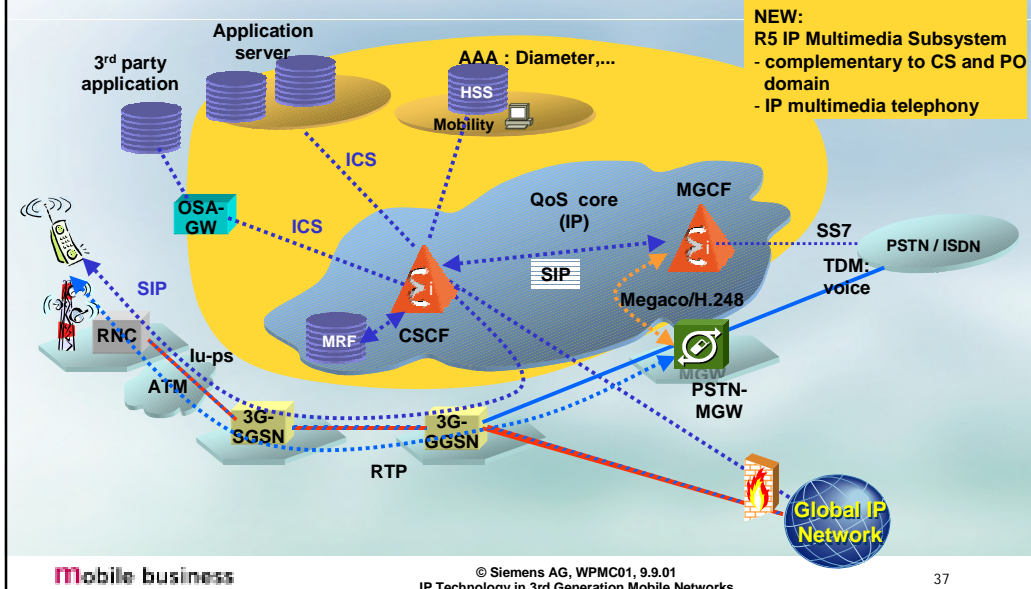 NEW:
R5 IP Multimedia Subsystem
- complementary to CS and PO
domain
- IP multimedia telephony
Application
server
3rd party
application
AAA : Diameter,...
HSS
Mobility
ICS
OSA-
GW
ICS
QoS core
(IP)
MGCF
SS7
PSTN / ISDN
TDM:
voice
SIP
SIP
Megaco/H.248
MRF
CSCF
RNC
Iu-ps
ATM
MGW
PSTN-
MGW
3G-
SGSN
3G-
GGSN
RTP
Global IP
Network
mobile business
© Siemens AG, WPMC01, 9.9.01
IP Technology in 3rd Generation Mobile Networks
37